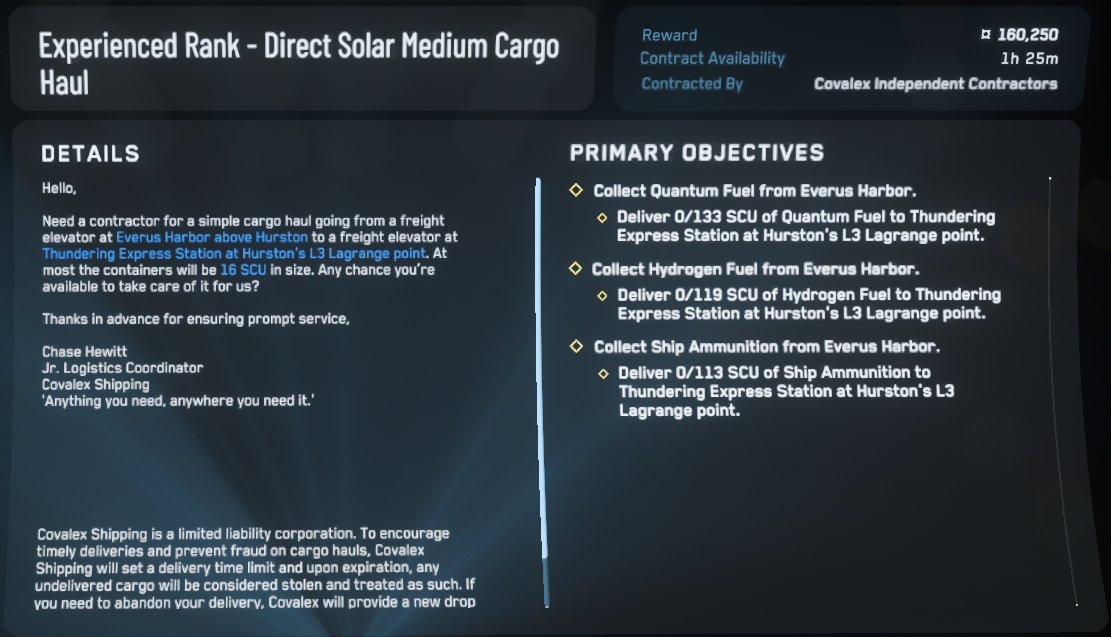 Experienced Rank - Direct Solar Medium Cargo
Haul
Reward ¤ 160,250
Contract Availability 1h 25m
Contracted By Covalex Independent Contractors
DETAILS
Hello,
Need a contractor for a simple cargo haul going from a freight
elevator at Everus Harbor above Hurston to a freight elevator at
Thundering Express Station at Hurston's L3 Lagrange point. At
most the containers will be 16 SCU in size. Any chance you're
available to take care of it for us?
Thanks in advance for ensuring prompt service,
Chase Hewitt
Jr. Logistics Coordinator
Covalex Shipping
'Anything you need, anywhere you need it.'
Covalex Shipping is a limited liability corporation. To encourage
timely deliveries and prevent fraud on cargo hauls, Covalex
Shipping will set a delivery time limit and upon expiration, any
undelivered cargo will be considered stolen and treated as such. If
you need to abandon your delivery, Covalex will provide a new drop
PRIMARY OBJECTIVES
Collect Quantum Fuel from Everus Harbor.
Deliver 0/133 SCU of Quantum Fuel to Thundering
Express Station at Hurston's L3 Lagrange point.
Collect Hydrogen Fuel from Everus Harbor.
Deliver 0/119 SCU of Hydrogen Fuel to Thundering
Express Station at Hurston's L3 Lagrange point.
Collect Ship Ammunition from Everus Harbor.
Deliver 0/113 SCU of Ship Ammunition to
Thundering Express Station at Hurston's L3
Lagrange point.